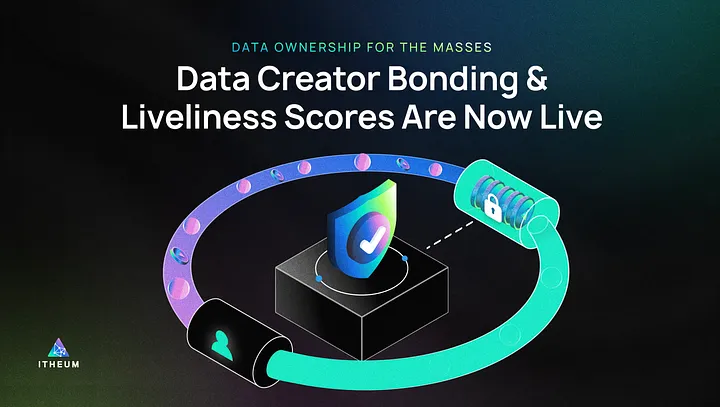 DATA OWNERSHIP FOR THE MASSES
Data Creator Bonding &
Liveliness Scores Are Now Live
ITHEUM